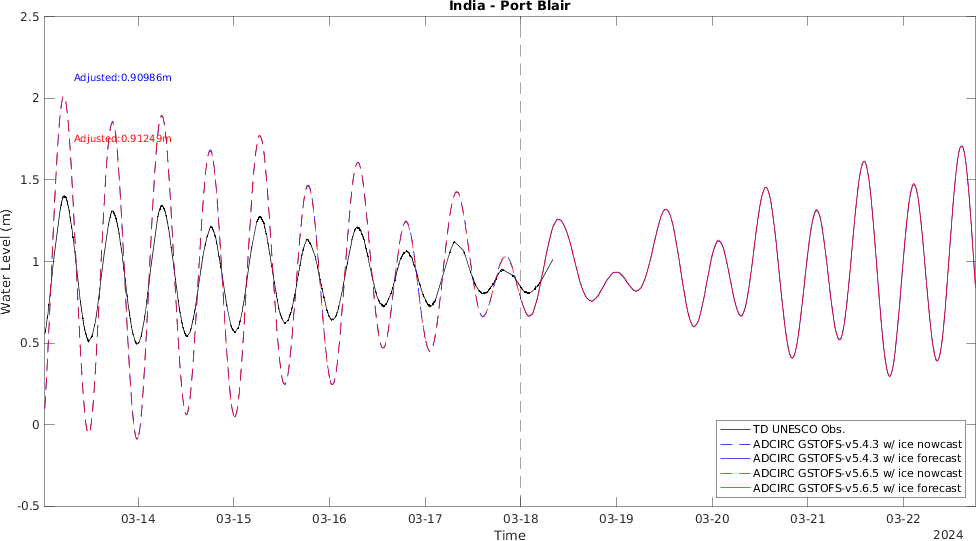 India - Port Blair
2.5
2
1.5
1
0.5
0
-0.5
Water Level (m)
Adjusted:0.90986m
Adjusted:0.91249m
TD UNESCO Obs.
ADCIRC GSTOFS-v5.4.3 w/ ice nowcast
ADCIRC GSTOFS-v5.4.3 w/ ice forecast
ADCIRC GSTOFS-v5.6.5 w/ ice nowcast
ADCIRC GSTOFS-v5.6.5 w/ ice forecast
03-14 03-15 03-16 03-17 03-18 03-19 03-20 03-21 03-22
Time
2024